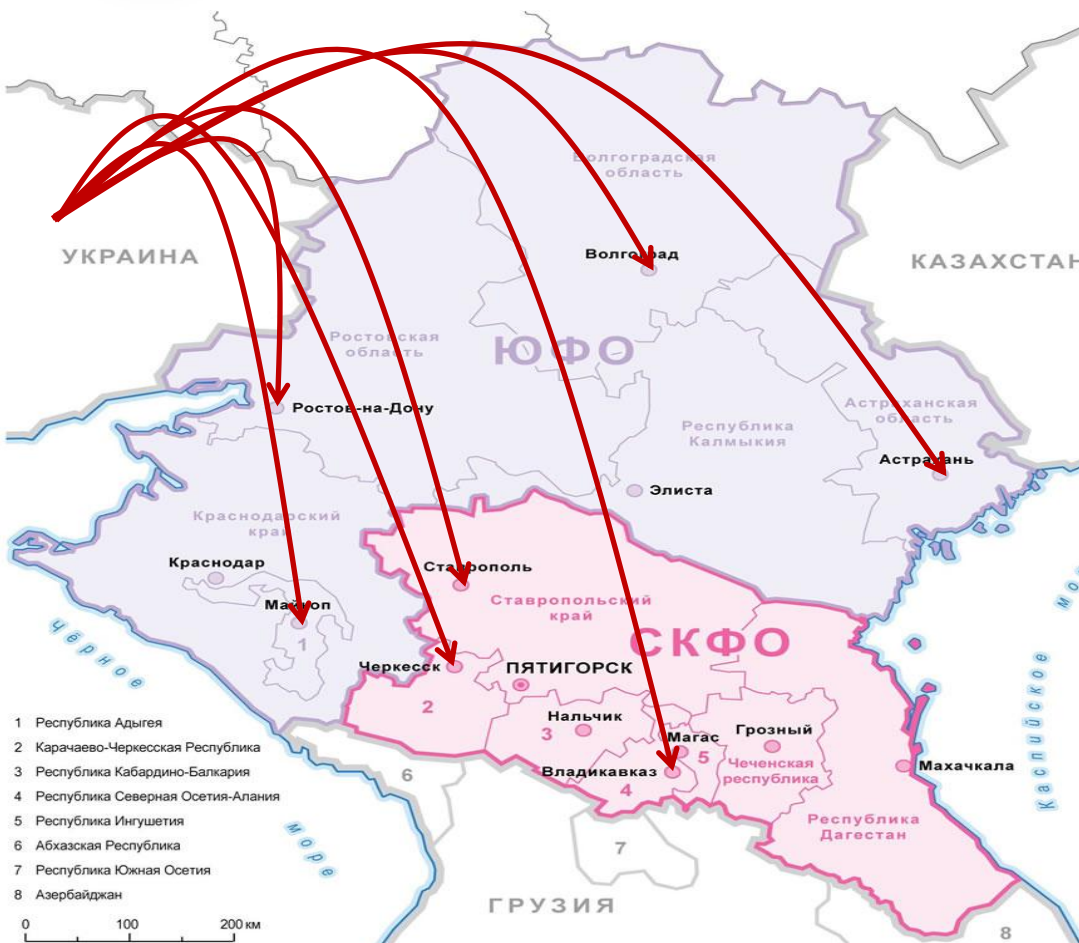 Волгоградская
область
УКРАИНА
Волгоград
КАЗАХСТАН
Ростовская
область
ЮФО
Ростов-на-Дону
Астраханская
область
Республика
Калмыкия
Астрахань
Элиста
Краснодарский
край
Краснодар
Ставрополь
Ставропольский
край
Майкоп
1
СКФО
Чёрное
море
Черкесск
ПЯТИГОРСК
2
Нальчик
3
Магас
5
Грозный
Чеченская
республика
Владикавказ
4
Махачкала
Каспийское
мо
Республика
Дагестан
6
7
ГРУЗИЯ
8
1 Республика Адыгея
2 Карачаево-Черкесская Республика
3 Республика Кабардино-Балкария
4 Республика Северная Осетия-Алания
5 Республика Ингушетия
6 Абхазская Республика
7 Республика Южная Осетия
8 Азербайджан
0 100 200 км